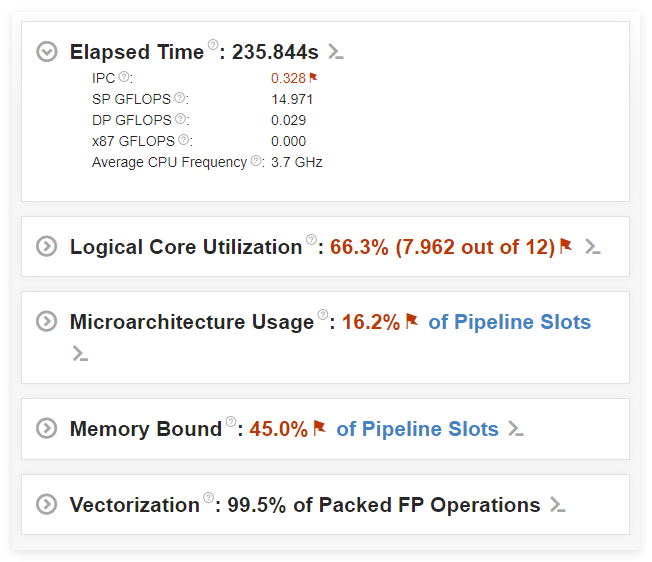 Elapsed Time ?: 235.844s
IPC ?: 0.328
SP GFLOPS ?: 14.971
DP GFLOPS ?: 0.029
x87 GFLOPS ?: 0.000
Average CPU Frequency ?: 3.7 GHz
Logical Core Utilization ?: 66.3% (7.962 out of 12)
Microarchitecture Usage ?: 16.2% of Pipeline Slots
Memory Bound ?: 45.0% of Pipeline Slots
Vectorization ?: 99.5% of Packed FP Operations